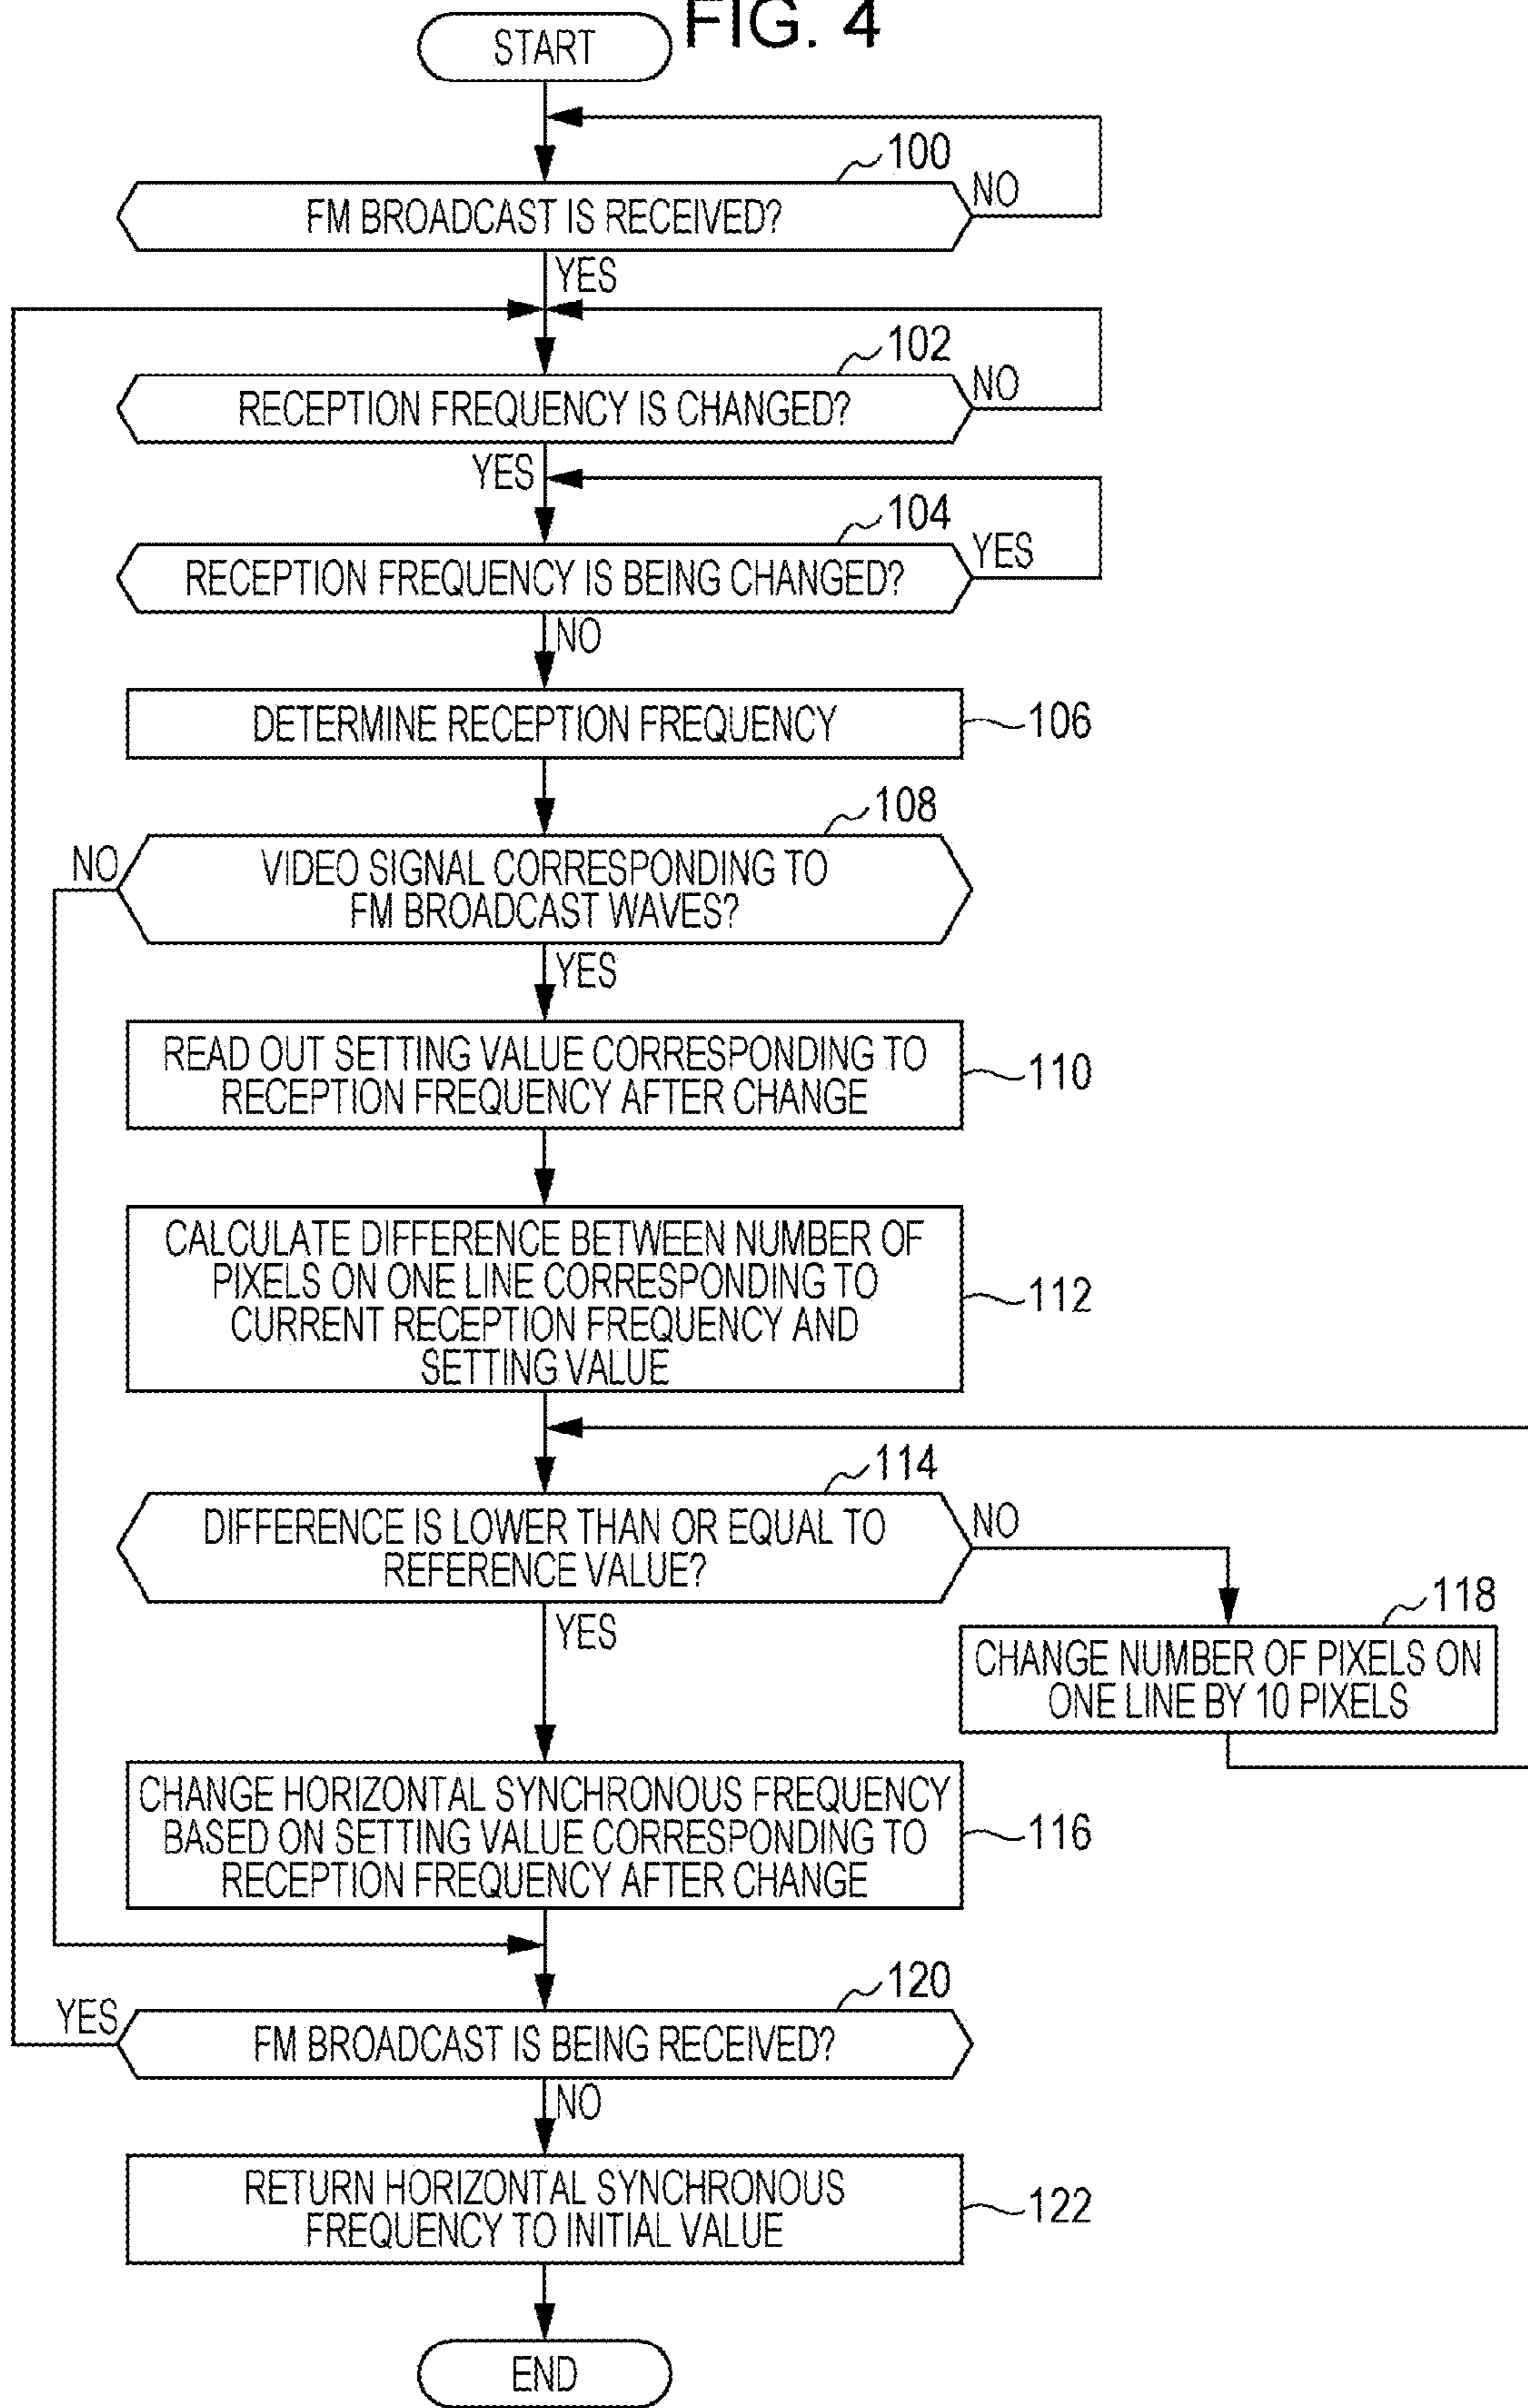 FIG. 4
START
100
FM BROADCAST IS RECEIVED?
NO
YES
102
RECEPTION FREQUENCY IS CHANGED?
NO
YES
104
RECEPTION FREQUENCY IS BEING CHANGED?
YES
NO
DETERMINE RECEPTION FREQUENCY
106
108
NO
VIDEO SIGNAL CORRESPONDING TO
FM BROADCAST WAVES?
YES
READ OUT SETTING VALUE CORRESPONDING TO
RECEPTION FREQUENCY AFTER CHANGE
110
CALCULATE DIFFERENCE BETWEEN NUMBER OF
PIXELS ON ONE LINE CORRESPONDING TO
CURRENT RECEPTION FREQUENCY AND
SETTING VALUE
112
114
DIFFERENCE IS LOWER THAN OR EQUAL TO
REFERENCE VALUE?
NO
YES
118
CHANGE NUMBER OF PIXELS ON
ONE LINE BY 10 PIXELS
CHANGE HORIZONTAL SYNCHRONOUS FREQUENCY
BASED ON SETTING VALUE CORRESPONDING TO
RECEPTION FREQUENCY AFTER CHANGE
116
120
YES
FM BROADCAST IS BEING RECEIVED?
NO
RETURN HORIZONTAL SYNCHRONOUS
FREQUENCY TO INITIAL VALUE
122
END